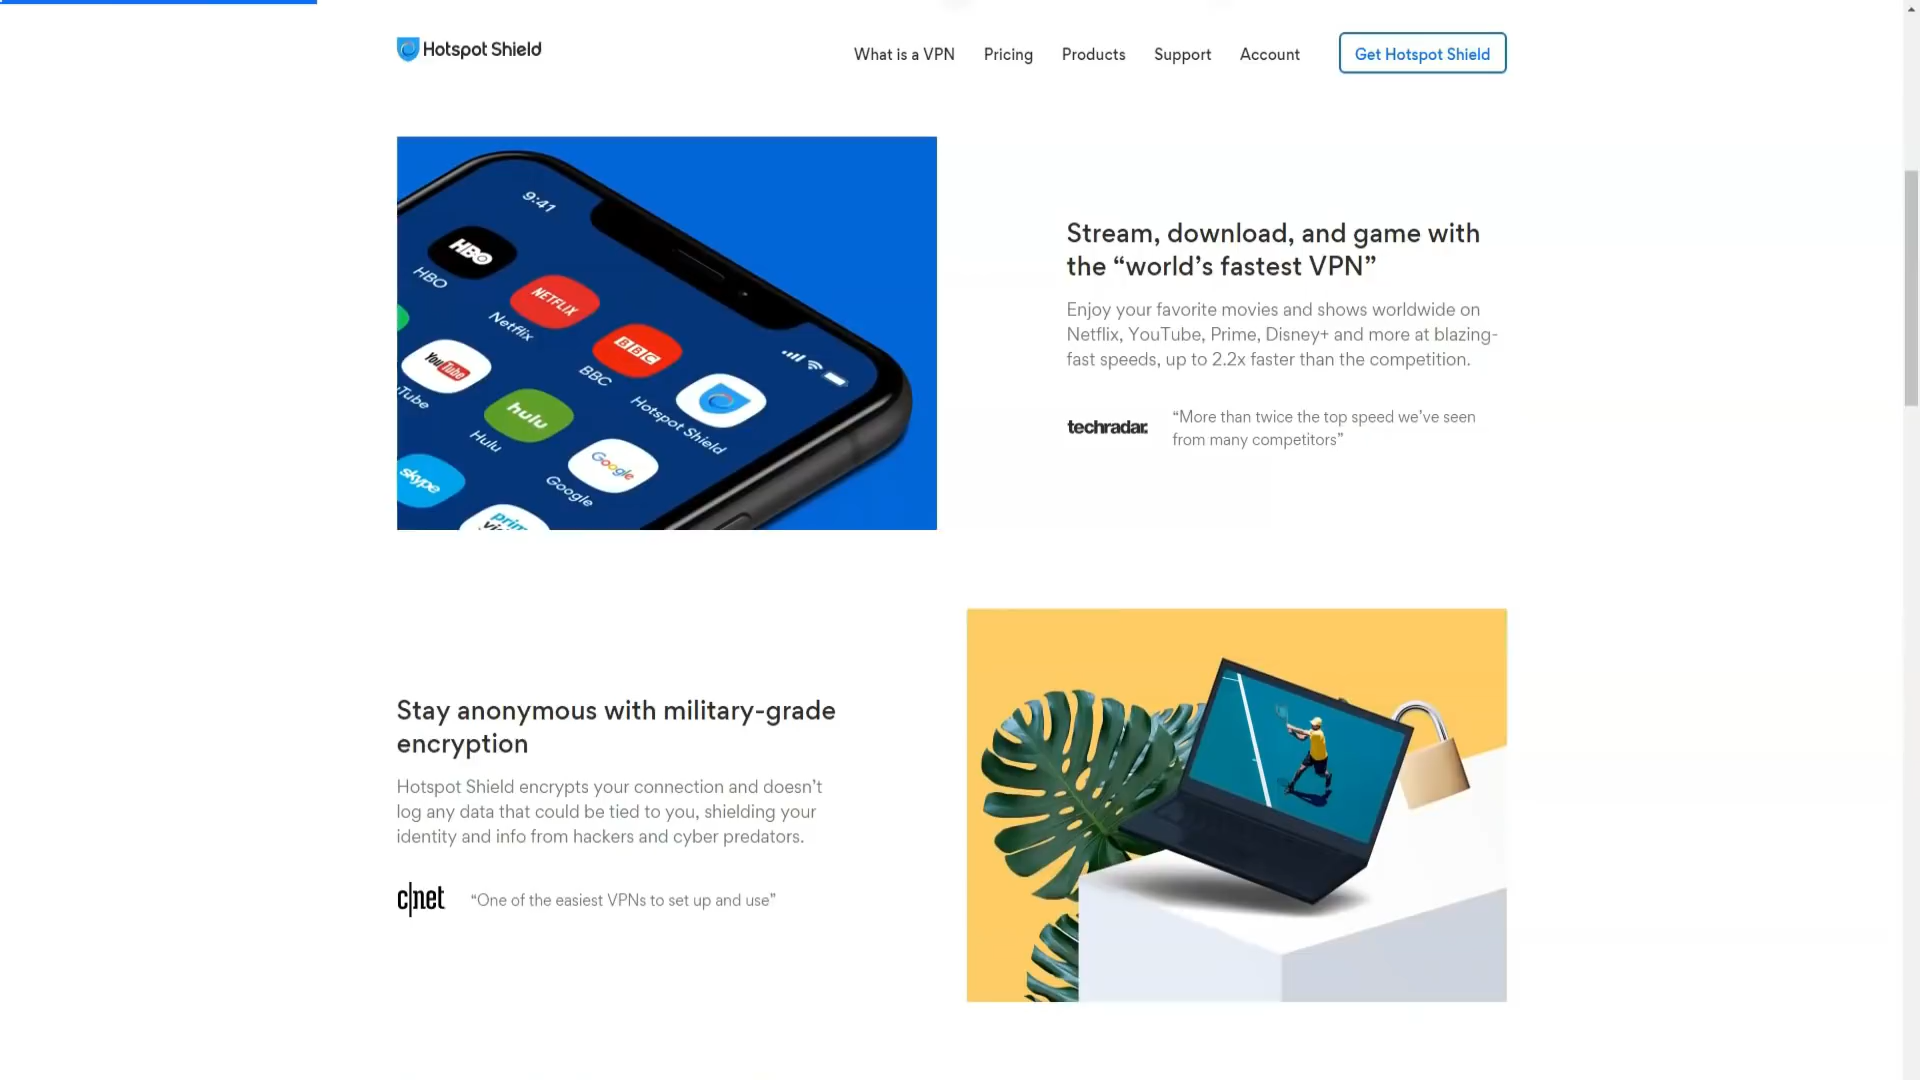 Hotspot Shield
What is a VPN
Pricing
Products
Support
Account
Get Hotspot Shield
9:41
HBO
HBO
NETFLIX
Netflix
BBC
BBC
Hotspot Shield
YouTube
uTube
hulu
Hulu
Google
Google
skype
prim
vi
Stream, download, and game with
the “world’s fastest VPN”
Enjoy your favorite movies and shows worldwide on
Netflix, YouTube, Prime, Disney+ and more at blazing-
fast speeds, up to 2.2x faster than the competition.
techradar.
“More than twice the top speed we’ve seen
from many competitors”
Stay anonymous with military-grade
encryption
Hotspot Shield encrypts your connection and doesn’t
log any data that could be tied to you, shielding your
identity and info from hackers and cyber predators.
c|net
“One of the easiest VPNs to set up and use”